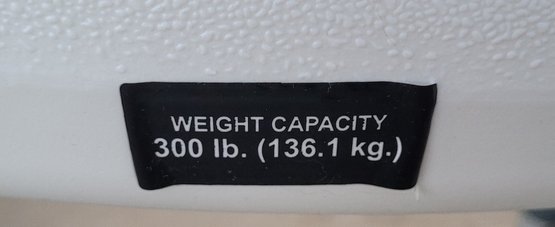 WEIGHT CAPACITY
300 lb. (136.1 kg.)